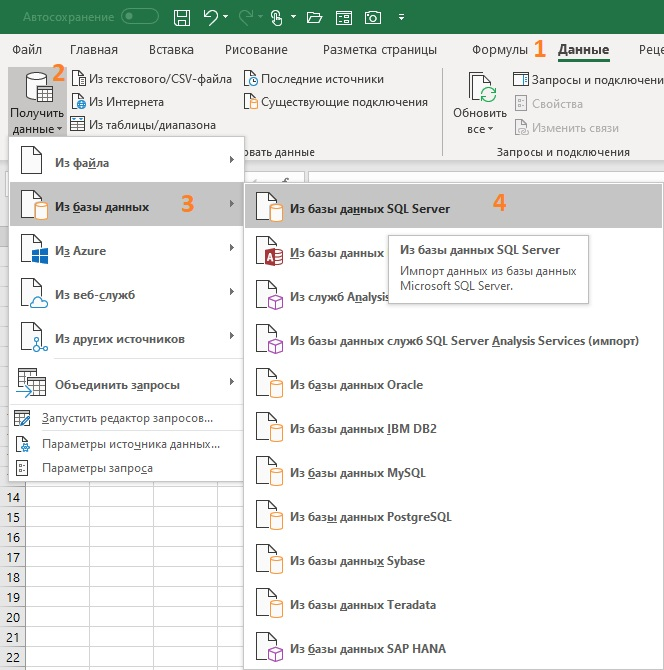 Автосохранение
Файл Главная Вставка Рисование Разметка страницы Формулы 1 Данные Реце
2
Получить данные
Из текстового/CSV-файла
Из Интернета
Из таблицы/диапазона
Последние источники
Существующие подключения
Обновить все
Запросы и подключени
Свойства
Изменить связи
овать данные
Запросы и подключения
Из файла
Из базы данных 3
Из Azure
Из веб-служб
Из других источников
Объединить запросы
Запустить редактор запросов...
Параметры источника данных...
Параметры запроса
Из базы данных SQL Server 4
Из базы данных
Из служб Analysis
Из базы данных служб SQL Server Analysis Services (импорт)
Из базы данных Oracle
Из базы данных IBM DB2
Из базы данных MySQL
Из базы данных PostgreSQL
Из базы данных Sybase
Из базы данных Teradata
Из базы данных SAP HANA
Из базы данных SQL Server
Импорт данных из базы данных
Microsoft SQL Server.
14
15
16
17
18
19
20
21
22